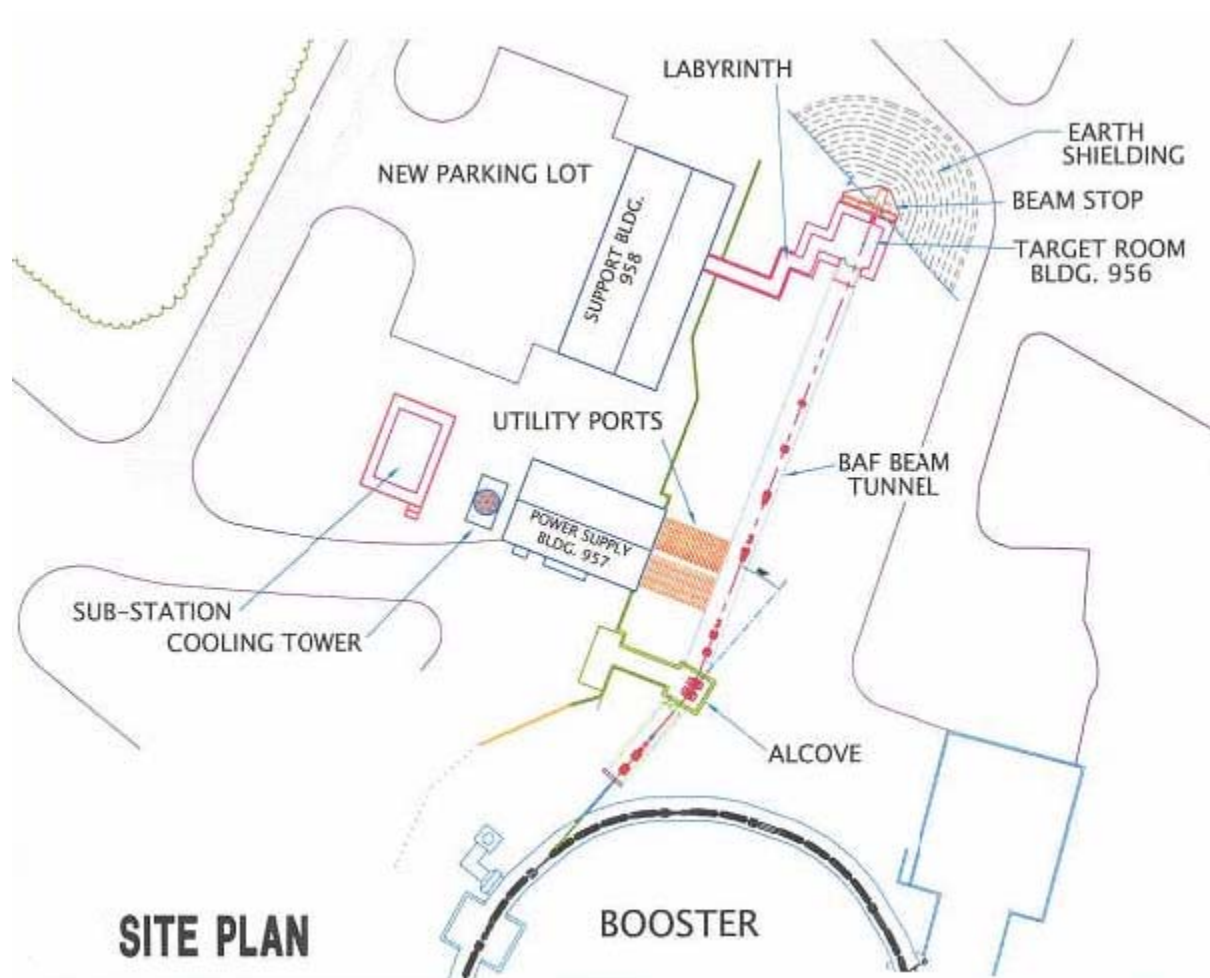 LABYRINTH
EARTH
SHIELDING
NEW PARKING LOT
BEAM STOP
SUPPORT BLDG.
958
TARGET ROOM
BLDG. 956
UTILITY PORTS
BAF BEAM
TUNNEL
POWER SUPPLY
BLDG. 957
SUB-STATION
COOLING TOWER
ALCOVE
BOOSTER
SITE PLAN